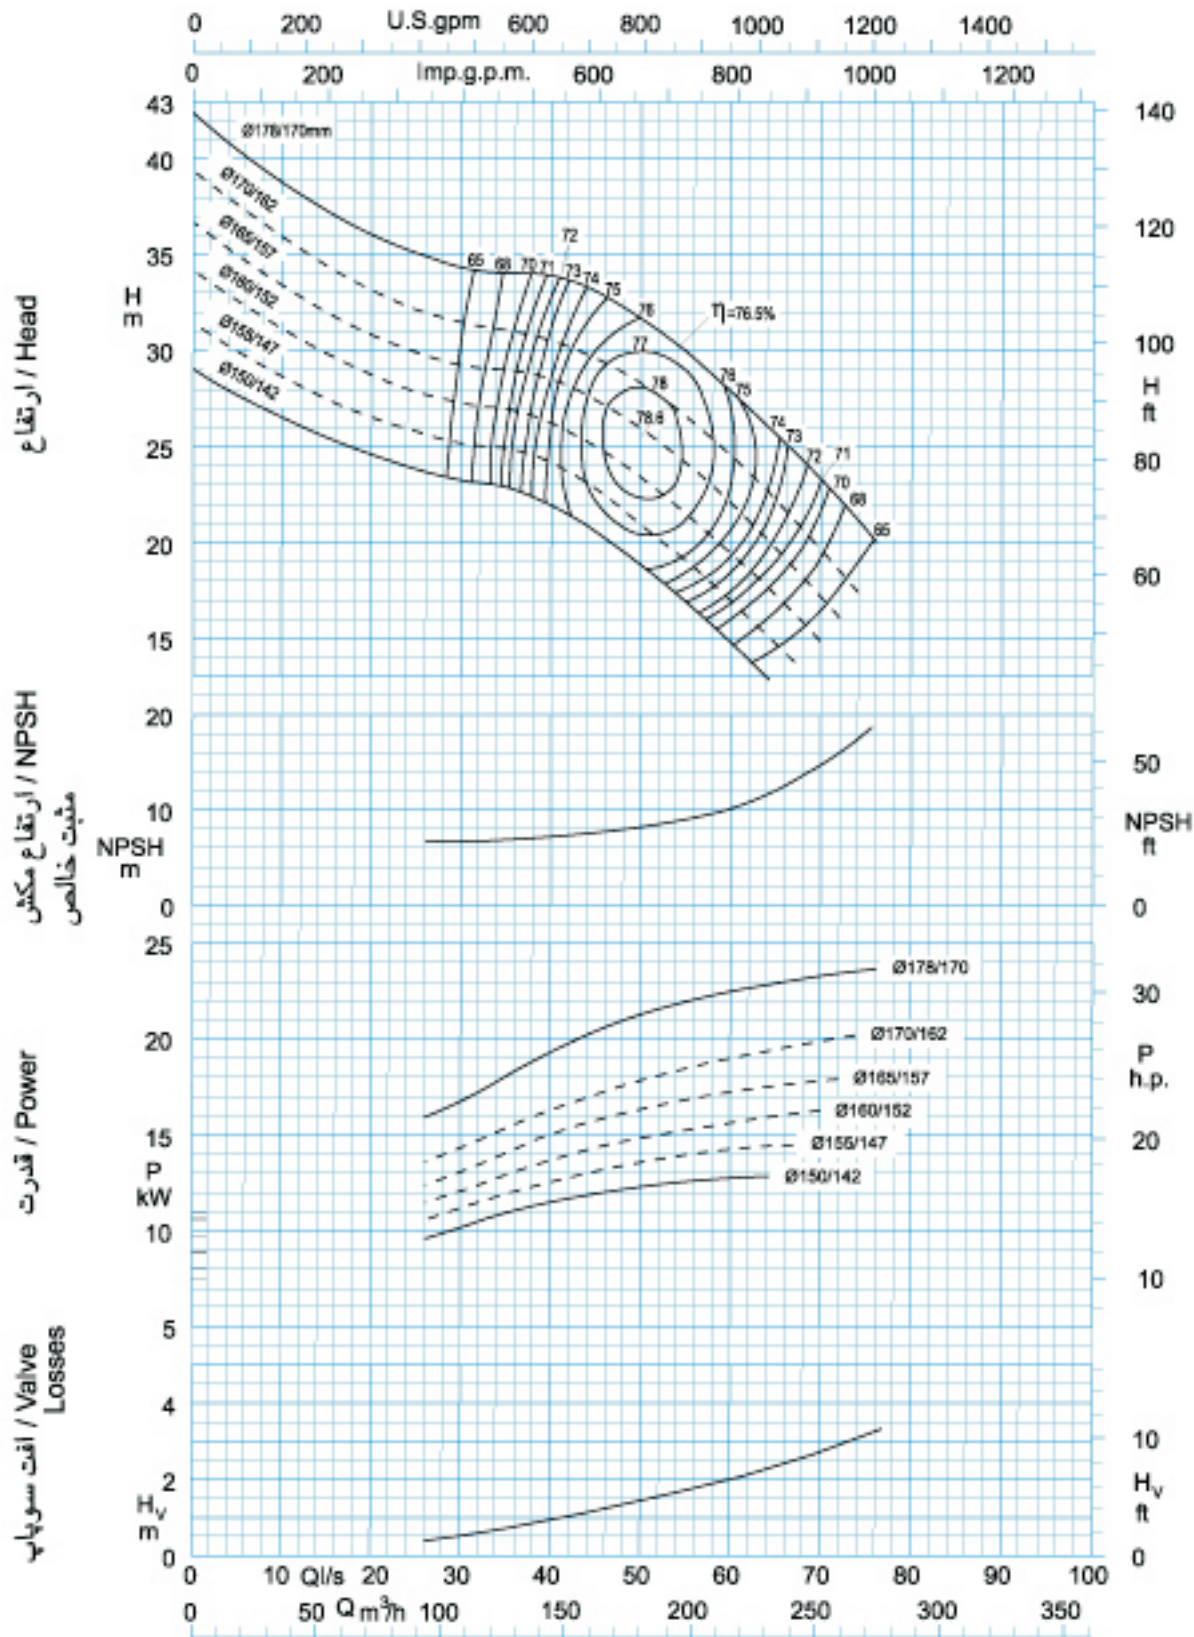 0 200 U.S.gpm 600 800 1000 1200 1400
0 200 Imp.g.p.m. 600 800 1000 1200
43
40
35
30
25
20
15
H
m
ارتفاع / Head
140
120
100
80
60
H
ft
Ø178/170mm
Ø170/162
Ø165/157
Ø160/152
Ø155/147
Ø150/142
65 68 70 71 72 73 74 75 76
η=76.5%
77
78
78.6
76 75 74 73 72 71 70 68 65
20
10
0
NPSH
m
ارتفاع مکش / NPSH
مثبت خالص
50
0
NPSH
ft
25
20
15
10
P
kW
قدرت / Power
30
20
10
P
h.p.
Ø178/170
Ø170/162
Ø165/157
Ø160/152
Ø155/147
Ø150/142
5
4
2
0
Hv
m
افت سوپاپ / Valve
Losses
10
0
Hv
ft
0 10 Ql/s 20 30 40 50 60 70 80 90 100
0 50 Q m³/h 100 150 200 250 300 350